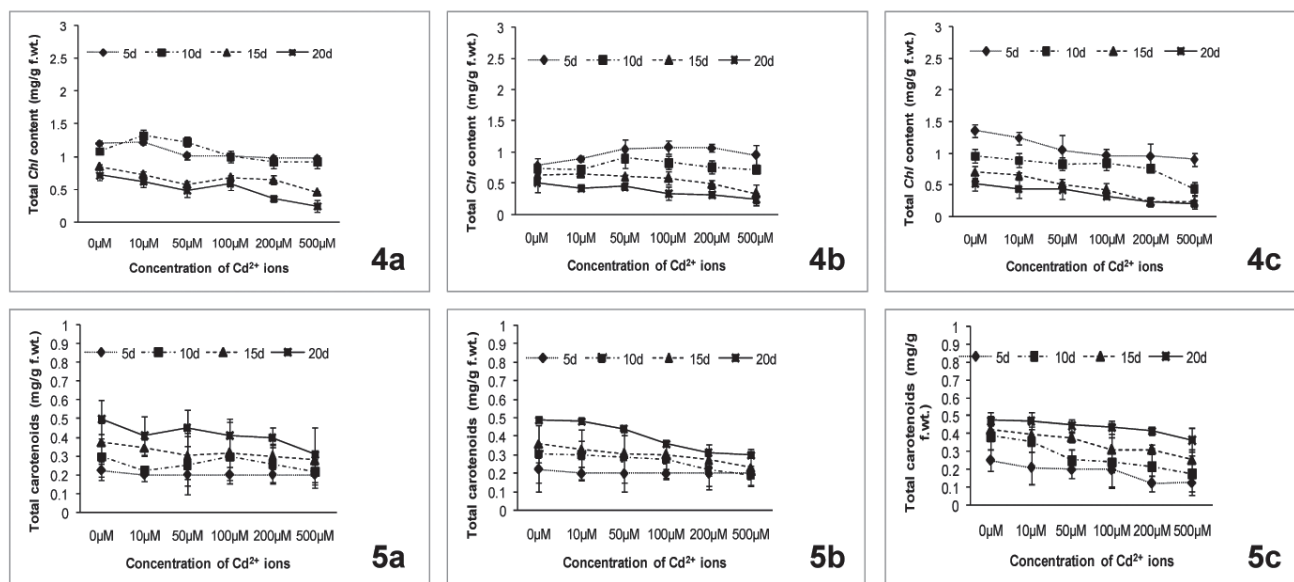 3
2.5
2
1.5
1
0.5
0
Total Chl content (mg/g f.wt.)
5d 10d 15d 20d
0µM 10µM 50µM 100µM 200µM 500µM
Concentration of Cd²⁺ ions
4a
3
2.5
2
1.5
1
0.5
0
Total Chl content (mg/g f.wt.)
5d 10d 15d 20d
0µM 10µM 50µM 100µM 200µM 500µM
Concentration of Cd²⁺ ions
4b
3
2.5
2
1.5
1
0.5
0
Total Chl content (mg/g f.wt.)
5d 10d 15d 20d
0µM 10µM 50µM 100µM 200µM 500µM
Concentration of Cd²⁺ ions
4c
1
0.9
0.8
0.7
0.6
0.5
0.4
0.3
0.2
0.1
0
Total carotenoids (mg/g f.wt.)
5d 10d 15d 20d
0µM 10µM 50µM 100µM 200µM 500µM
Concentration of Cd²⁺ ions
5a
1
0.9
0.8
0.7
0.6
0.5
0.4
0.3
0.2
0.1
0
Total carotenoids (mg/g f.wt.)
5d 10d 15d 20d
0µM 10µM 50µM 100µM 200µM 500µM
Concentration of Cd²⁺ ions
5b
1
0.9
0.8
0.7
0.6
0.5
0.4
0.3
0.2
0.1
0
Total carotenoids (mg/g
f.wt.)
5d 10d 15d 20d
0µM 10µM 50µM 100µM 200µM 500µM
Concentration of Cd²⁺ ions
5c